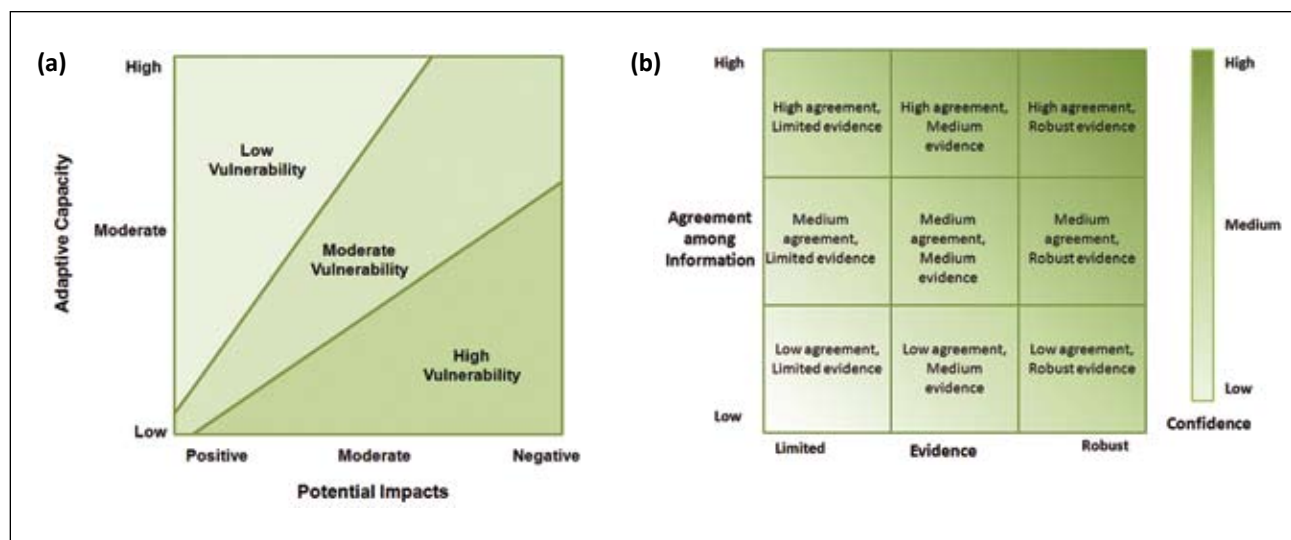 (a)
High
Moderate
Low
Adaptive Capacity
Low
Vulnerability
Moderate
Vulnerability
High
Vulnerability
Positive
Moderate
Negative
Potential Impacts
(b)
High
Low
Agreement
among
Information
High agreement,
Limited evidence
High agreement,
Medium
evidence
High agreement,
Robust evidence
Medium
agreement,
Limited evidence
Medium
agreement,
Medium
evidence
Medium
agreement,
Robust evidence
Low agreement,
Limited evidence
Low agreement,
Medium
evidence
Low agreement,
Robust evidence
Limited
Evidence
Robust
High
Medium
Low
Confidence